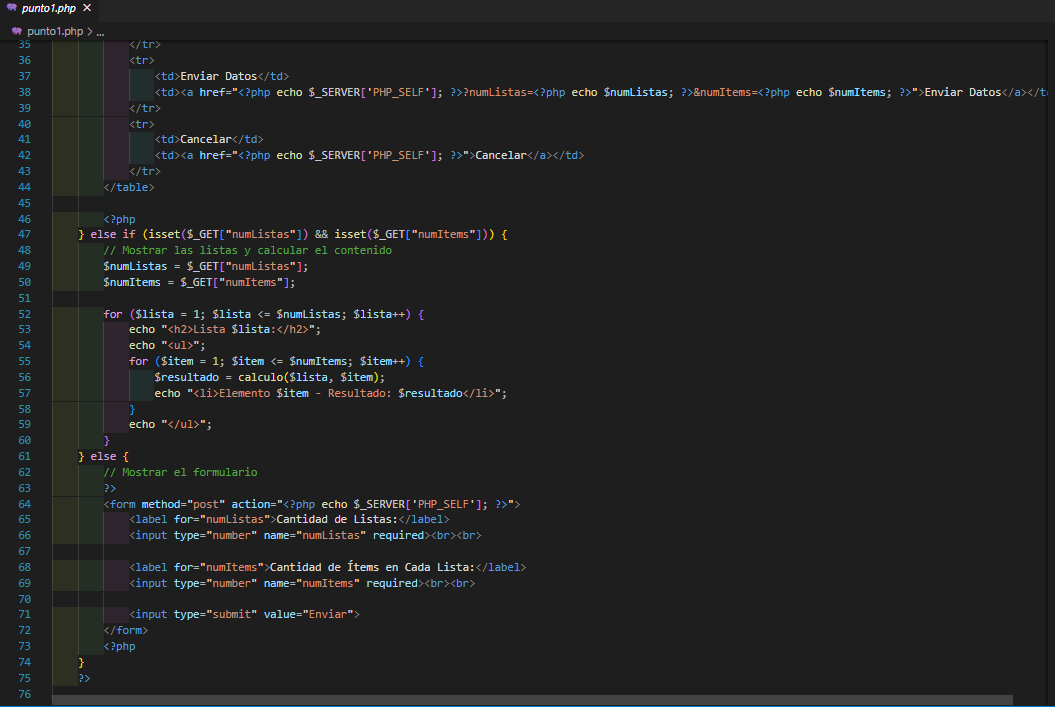 punto1.php ×
punto1.php > ...
35 </tr>
36 <tr>
37 <td>Enviar Datos</td>
38 <td><a href="<?php echo $_SERVER['PHP_SELF']; ?>?numListas=<?php echo $numListas; ?>&numItems=<?php echo $numItems; ?>">Enviar Datos</a></t
39 </tr>
40 <tr>
41 <td>Cancelar</td>
42 <td><a href="<?php echo $_SERVER['PHP_SELF']; ?>">Cancelar</a></td>
43 </tr>
44 </table>
45
46 <?php
47 } else if (isset($_GET["numListas"]) && isset($_GET["numItems"])) {
48 // Mostrar las listas y calcular el contenido
49 $numListas = $_GET["numListas"];
50 $numItems = $_GET["numItems"];
51
52 for ($lista = 1; $lista <= $numListas; $lista++) {
53 echo "<h2>Lista $lista:</h2>";
54 echo "<ul>";
55 for ($item = 1; $item <= $numItems; $item++) {
56 $resultado = calculo($lista, $item);
57 echo "<li>Elemento $item - Resultado: $resultado</li>";
58 }
59 echo "</ul>";
60 }
61 } else {
62 // Mostrar el formulario
63 ?>
64 <form method="post" action="<?php echo $_SERVER['PHP_SELF']; ?>">
65 <label for="numListas">Cantidad de Listas:</label>
66 <input type="number" name="numListas" required><br><br>
67
68 <label for="numItems">Cantidad de Ítems en Cada Lista:</label>
69 <input type="number" name="numItems" required><br><br>
70
71 <input type="submit" value="Enviar">
72 </form>
73 <?php
74 }
75 ?>
76